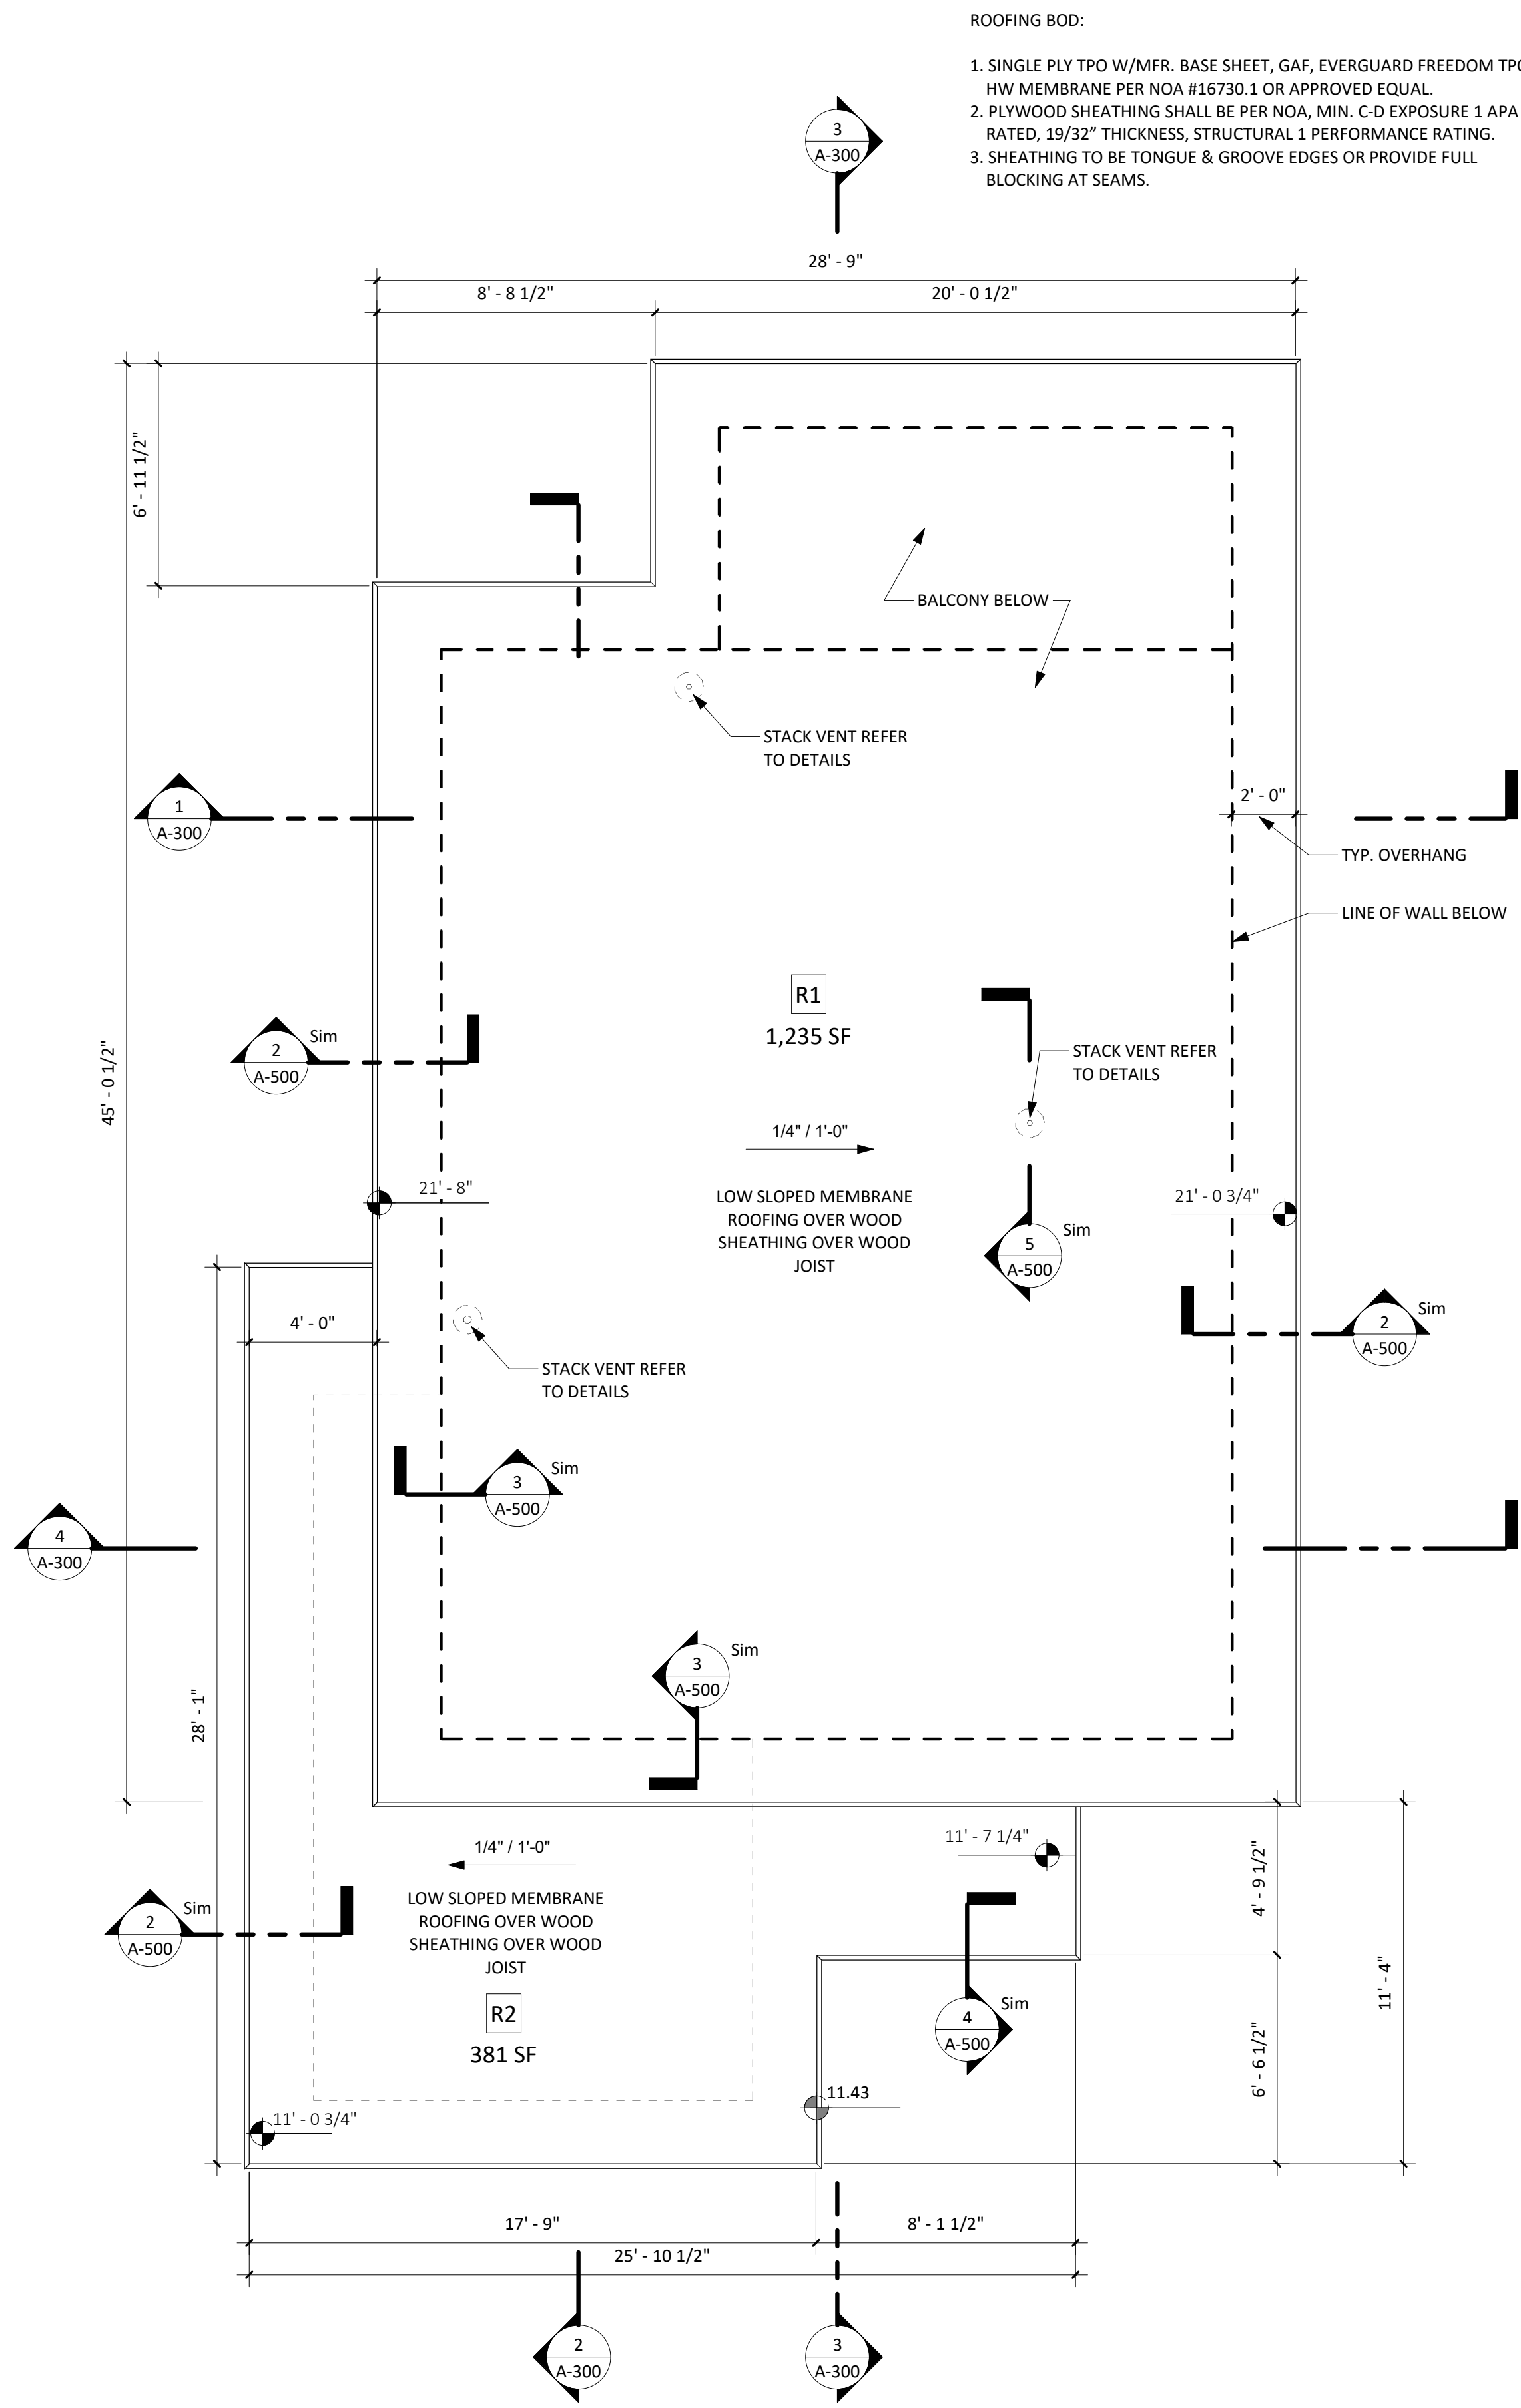 ROOFING BOD:
1. SINGLE PLY TPO W/MFR. BASE SHEET, GAF, EVERGUARD FREEDOM TPO
HW MEMBRANE PER NOA #16730.1 OR APPROVED EQUAL.
2. PLYWOOD SHEATHING SHALL BE PER NOA, MIN. C-D EXPOSURE 1 APA
RATED, 19/32" THICKNESS, STRUCTURAL 1 PERFORMANCE RATING.
3. SHEATHING TO BE TONGUE & GROOVE EDGES OR PROVIDE FULL
BLOCKING AT SEAMS.
3
A-300
28' - 9"
8' - 8 1/2"
20' - 0 1/2"
6' - 11 1/2"
BALCONY BELOW
STACK VENT REFER
TO DETAILS
1
A-300
2' - 0"
TYP. OVERHANG
LINE OF WALL BELOW
R1
1,235 SF
2
A-500
Sim
45' - 0 1/2"
STACK VENT REFER
TO DETAILS
1/4" / 1'-0"
21' - 8"
21' - 0 3/4"
LOW SLOPED MEMBRANE
ROOFING OVER WOOD
SHEATHING OVER WOOD
JOIST
5
A-500
Sim
4' - 0"
2
A-500
Sim
STACK VENT REFER
TO DETAILS
3
A-500
Sim
4
A-300
3
A-500
Sim
28' - 1"
1/4" / 1'-0"
11' - 7 1/4"
4' - 9 1/2"
LOW SLOPED MEMBRANE
ROOFING OVER WOOD
SHEATHING OVER WOOD
JOIST
2
A-500
Sim
R2
381 SF
4
A-500
Sim
11' - 4"
6' - 6 1/2"
11.43
11' - 0 3/4"
17' - 9"
8' - 1 1/2"
25' - 10 1/2"
2
A-300
3
A-300